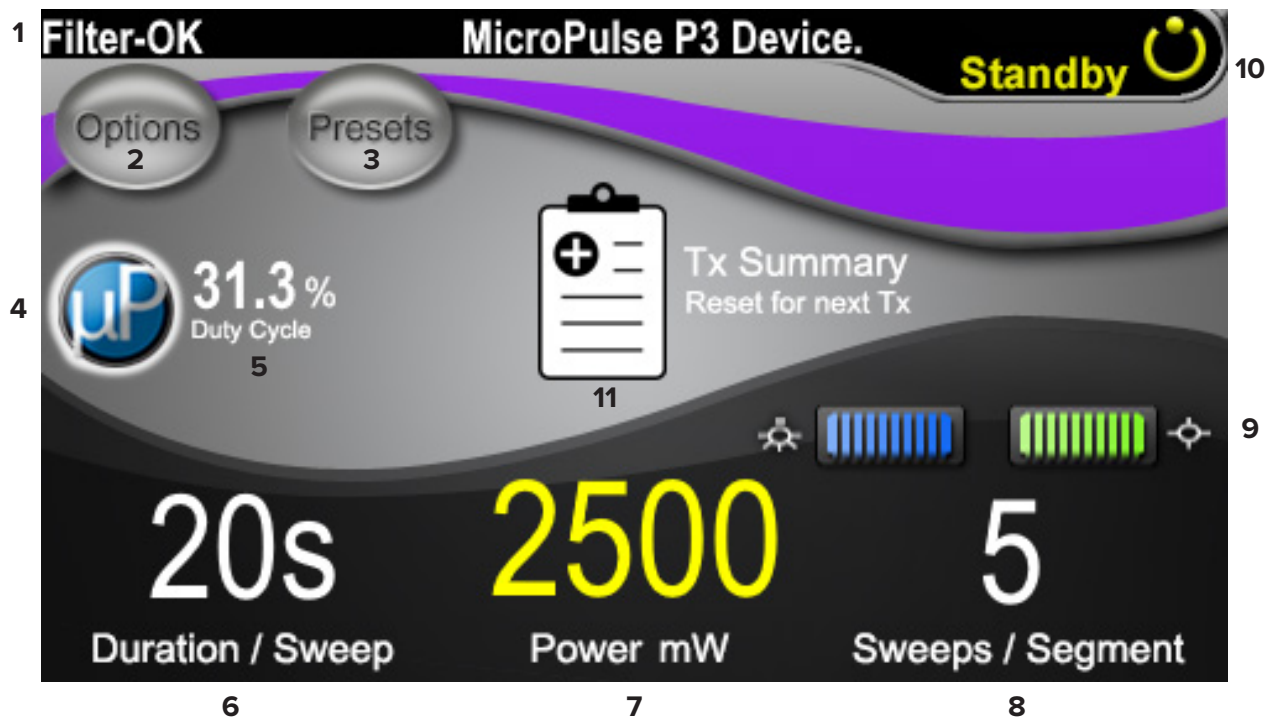 1 Filter-OK MicroPulse P3 Device.
Standby 10
Options Presets
2 3
Tx Summary
Reset for next Tx
4 µP 31.3 %
Duty Cycle
5
11
9
20s 2500 5
Duration / Sweep Power mW Sweeps / Segment
6 7 8